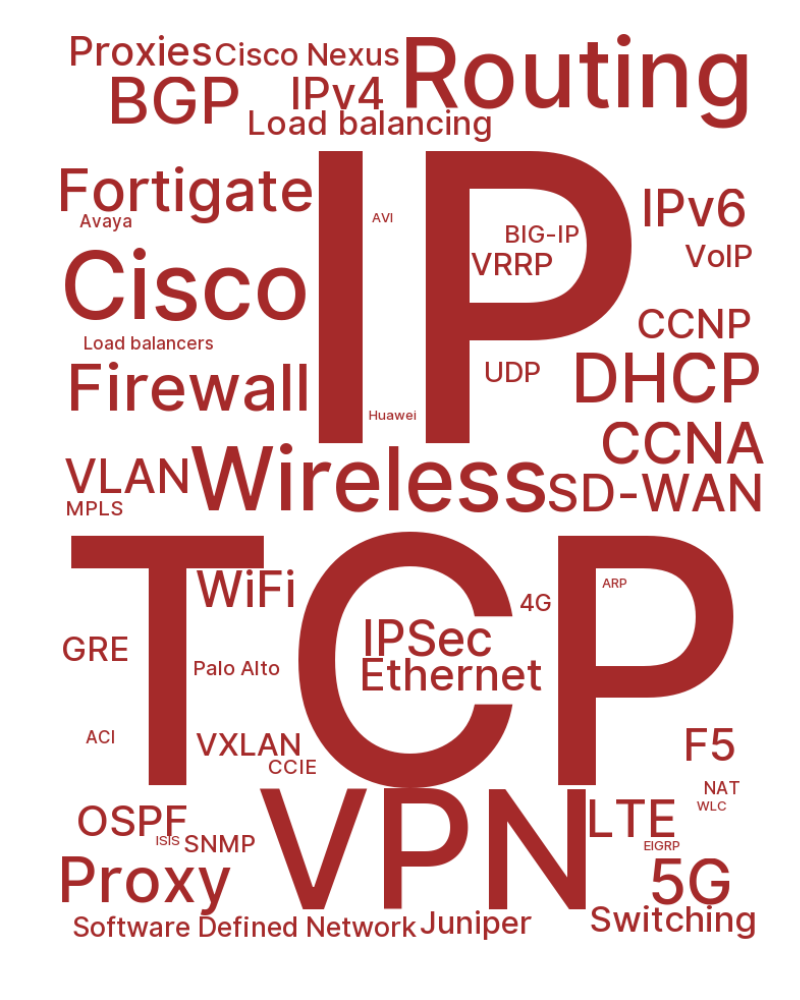 Proxies
Cisco Nexus
Routing
BGP
IPv4
Load balancing
IP
Fortigate
Avaya
AVI
BIG-IP
VRRP
IPv6
VoIP
Cisco
Load balancers
CCNP
Firewall
UDP
DHCP
Huawei
CCNA
VLAN
Wireless
SD-WAN
MPLS
TCP
WiFi
4G
ARP
IPSec
Ethernet
GRE
Palo Alto
ACI
VXLAN
CCIE
F5
NAT
WLC
VPN
OSPF
ISIS
SNMP
LTE
EIGRP
Proxy
5G
Software Defined Network
Juniper
Switching